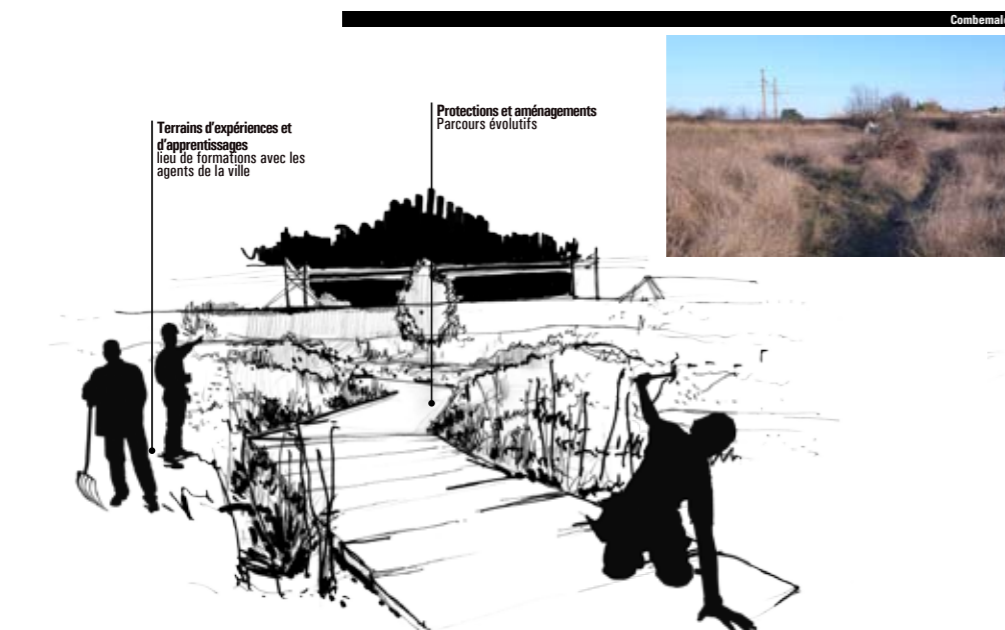 Combemale
Terrains d'expériences et
d'apprentissages
lieu de formations avec les
agents de la ville
Protections et aménagements
Parcours évolutifs